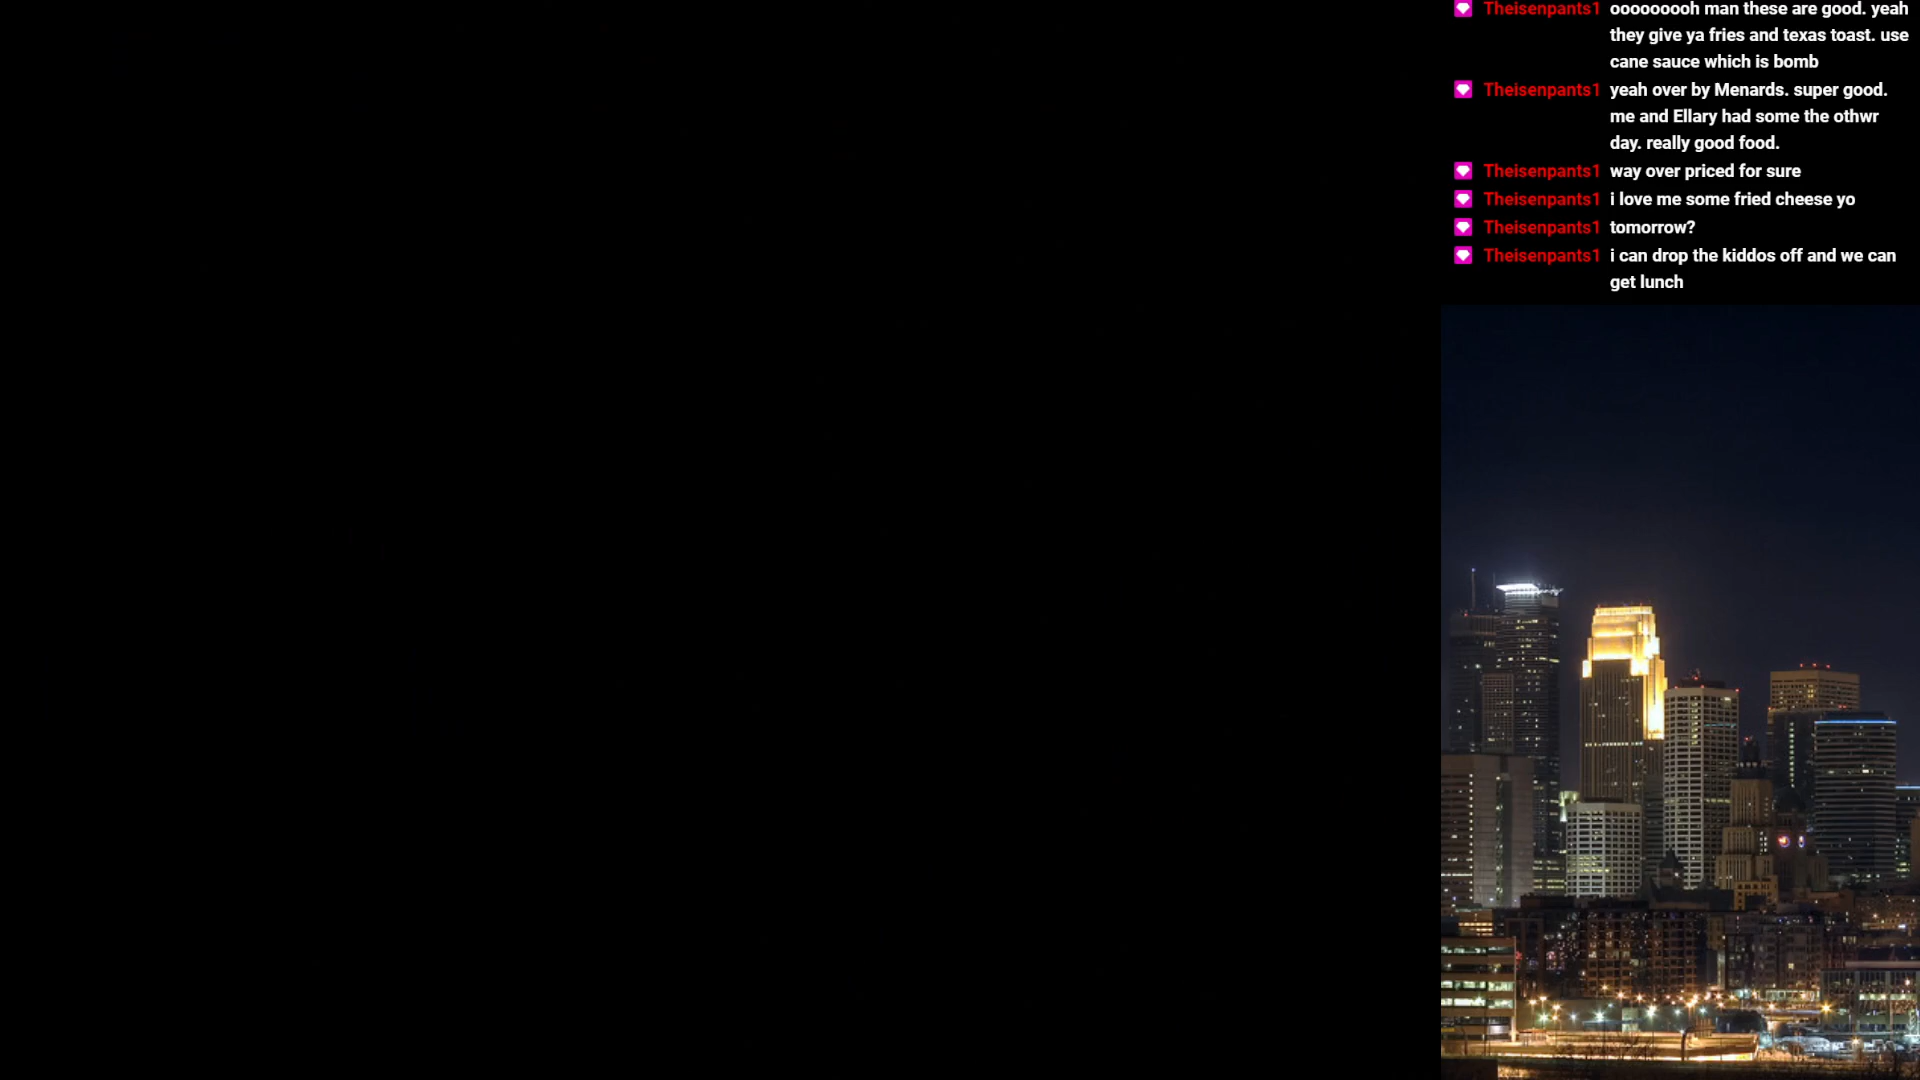 Theisenpants1 ooooooooh man these are good. yeah
they give ya fries and texas toast. use
cane sauce which is bomb
Theisenpants1 yeah over by Menards. super good.
me and Ellary had some the othwr
day. really good food.
Theisenpants1 way over priced for sure
Theisenpants1 i love me some fried cheese yo
Theisenpants1 tomorrow?
Theisenpants1 i can drop the kiddos off and we can
get lunch